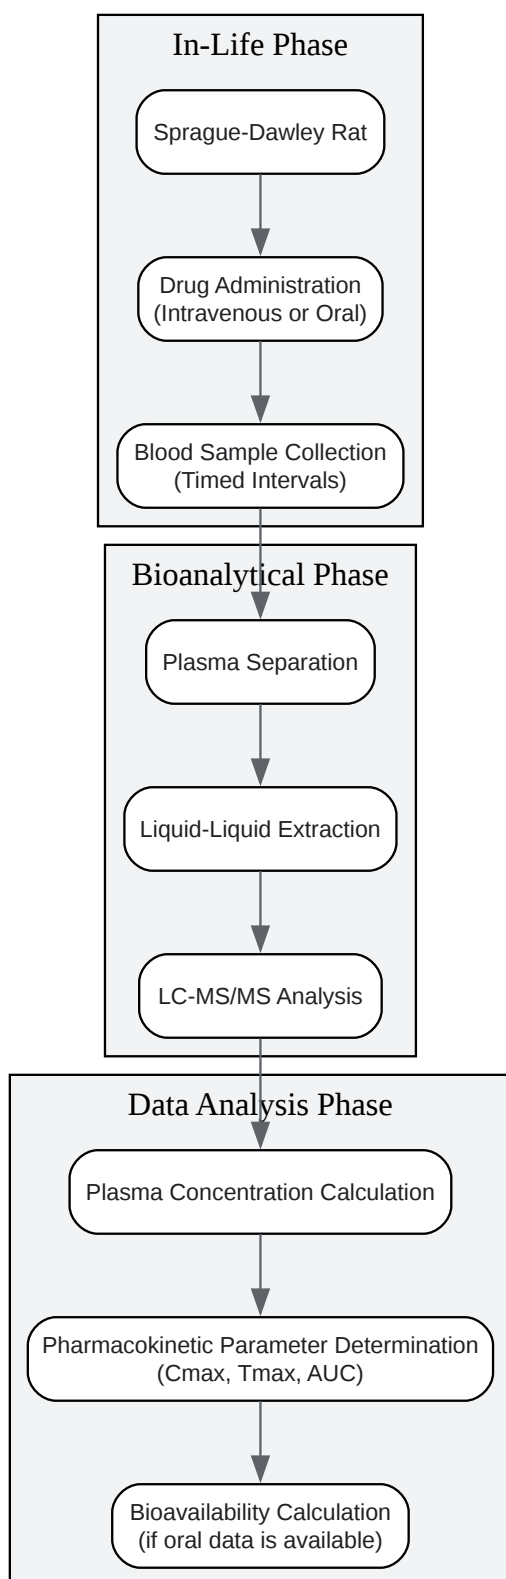 In-Life Phase
Sprague-Dawley Rat
Drug Administration
(Intravenous or Oral)
Blood Sample Collection
(Timed Intervals)
Bioanalytical Phase
Plasma Separation
Liquid-Liquid Extraction
LC-MS/MS Analysis
Data Analysis Phase
Plasma Concentration Calculation
Pharmacokinetic Parameter Determination
(Cmax, Tmax, AUC)
Bioavailability Calculation
(if oral data is available)